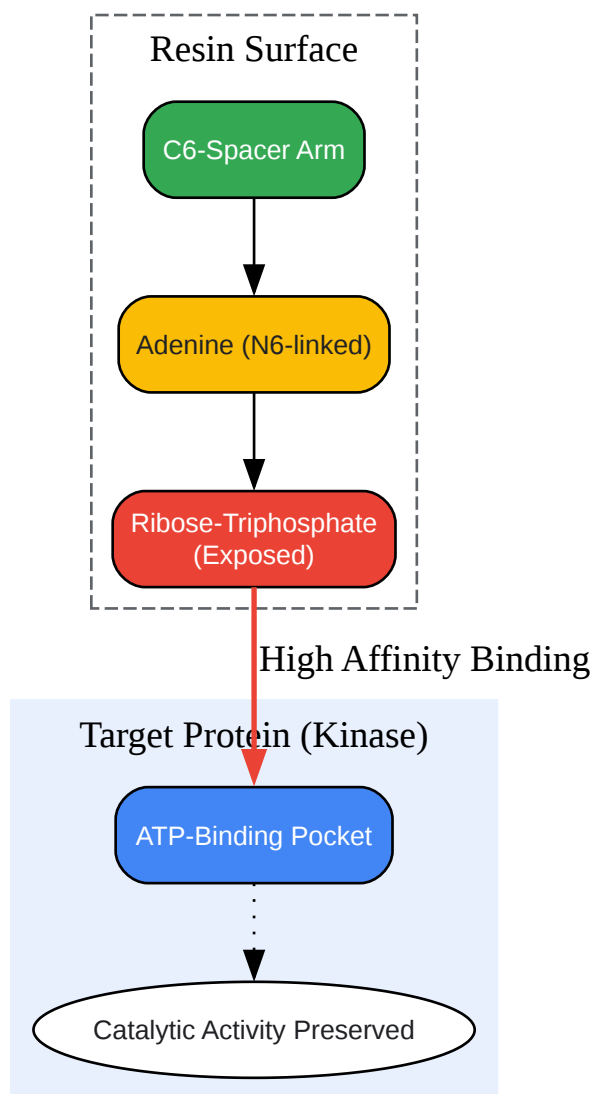 Resin Surface
C6-Spacer Arm
Adenine (N6-linked)
Ribose-Triphosphate
(Exposed)
High Affinity Binding
Target Protein (Kinase)
ATP-Binding Pocket
Catalytic Activity Preserved